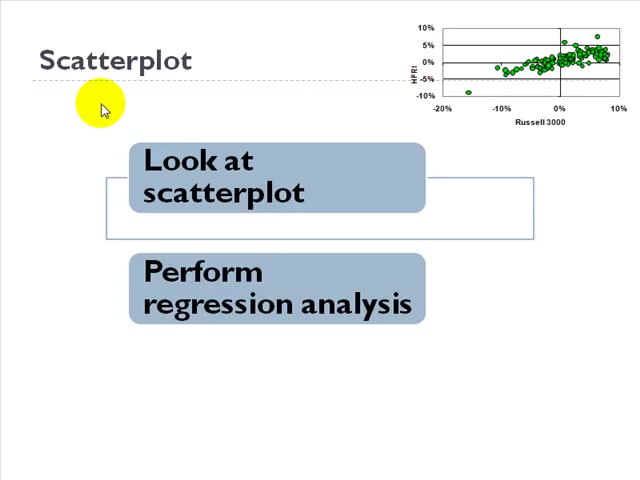 Scatterplot
10%
5%
0%
-5%
-10%
HFRI
-20%
-10%
0%
10%
Russell 3000
Look at
scatterplot
Perform
regression analysis